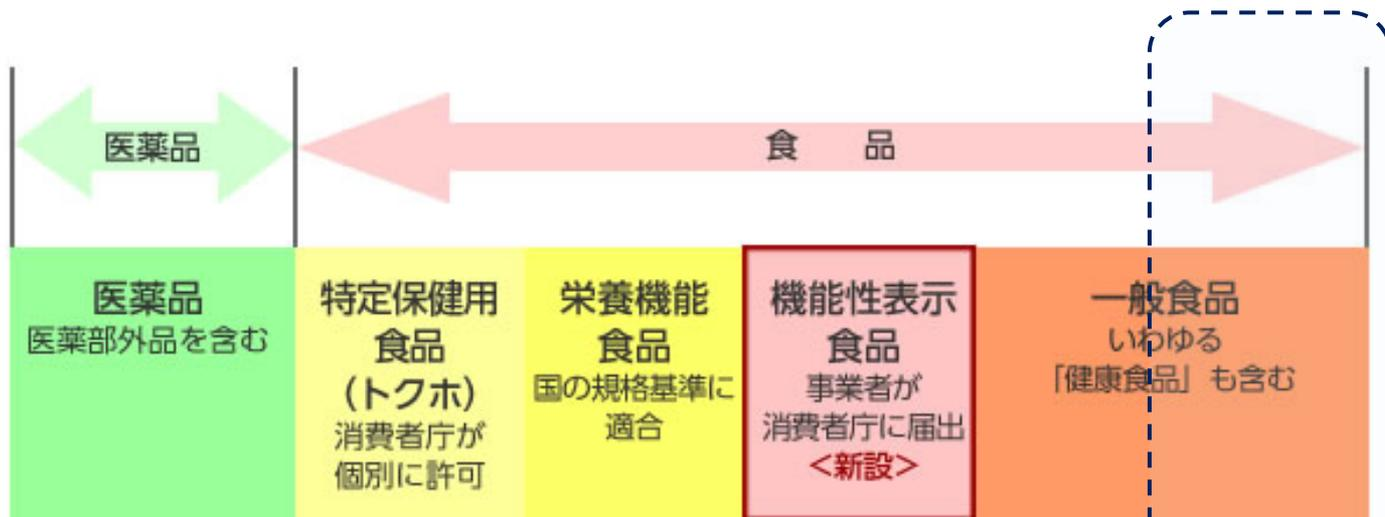 医薬品
食 品
医薬品
医薬部外品を含む
特定保健用
食品
（トクホ）
消費者庁が
個別に許可
栄養機能
食品
国の規格基準に
適合
機能性表示
食品
事業者が
消費者庁に届出
＜新設＞
一般食品
いわゆる
「健康食品」も含む